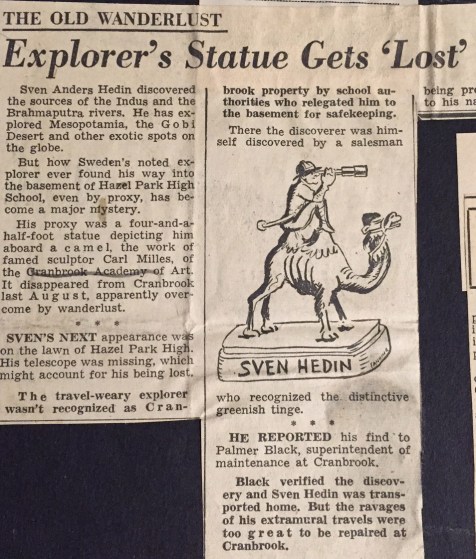 THE OLD WANDERLUST
Explorer's Statue Gets 'Lost'
Sven Anders Hedin discovered
the sources of the Indus and the
Brahmaputra rivers. He has ex-
plored Mesopotamia, the Gobi
Desert and other exotic spots on
the globe.
But how Sweden's noted ex-
plorer ever found his way into
the basement of Hazel Park High
School, even by proxy, has be-
come a major mystery.
His proxy was a four-and-a-
half-foot statue depicting him
aboard a camel, the work of
famed sculptor Carl Milles, of
the Cranbrook Academy of Art.
It disappeared from Cranbrook
last August, apparently over-
come by wanderlust.
* * *
SVEN'S NEXT appearance was
on the lawn of Hazel Park High.
His telescope was missing, which
might account for his being lost.
The travel-weary explorer
wasn't recognized as Cran-
brook property by school au-
thorities who relegated him to
the basement for safekeeping.
There the discoverer was him-
self discovered by a salesman
SVEN HEDIN
who recognized the distinctive
greenish tinge.
* * *
HE REPORTED his find to
Palmer Black, superintendent of
maintenance at Cranbrook.
Black verified the discov-
ery and Sven Hedin was trans-
ported home. But the ravages
of his extramural travels were
too great to be repaired at
Cranbrook.
being
to his